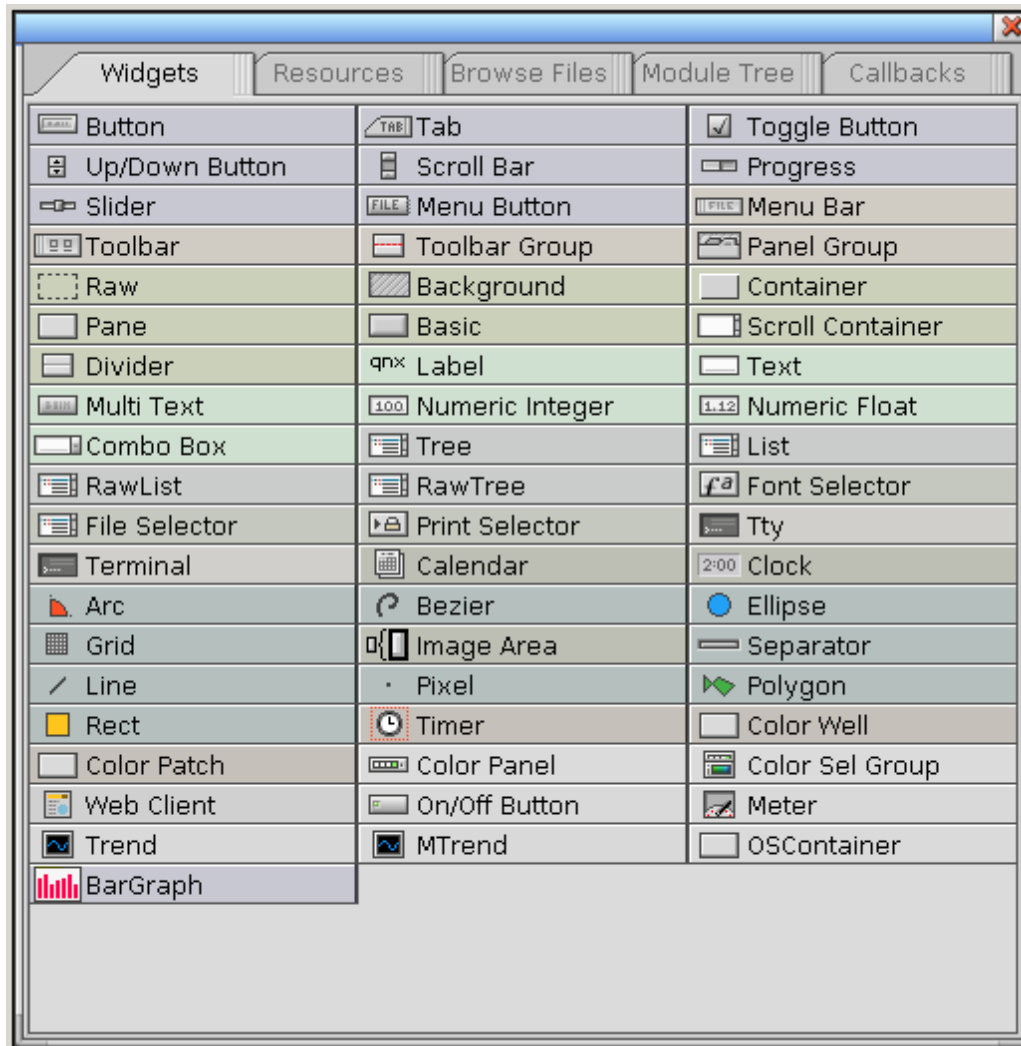 Widgets Resources Browse Files Module Tree Callbacks
Button TAB Tab Toggle Button
Up/Down Button Scroll Bar Progress
Slider FILE Menu Button FILE Menu Bar
Toolbar Toolbar Group Panel Group
Raw Background Container
Pane Basic Scroll Container
Divider qnx Label Text
Multi Text 100 Numeric Integer 1.12 Numeric Float
Combo Box Tree List
RawList RawTree fa Font Selector
File Selector Print Selector Tty
Terminal Calendar 2:00 Clock
Arc Bezier Ellipse
Grid Image Area Separator
Line Pixel Polygon
Rect Timer Color Well
Color Patch Color Panel Color Sel Group
Web Client On/Off Button Meter
Trend MTrend OSContainer
BarGraph